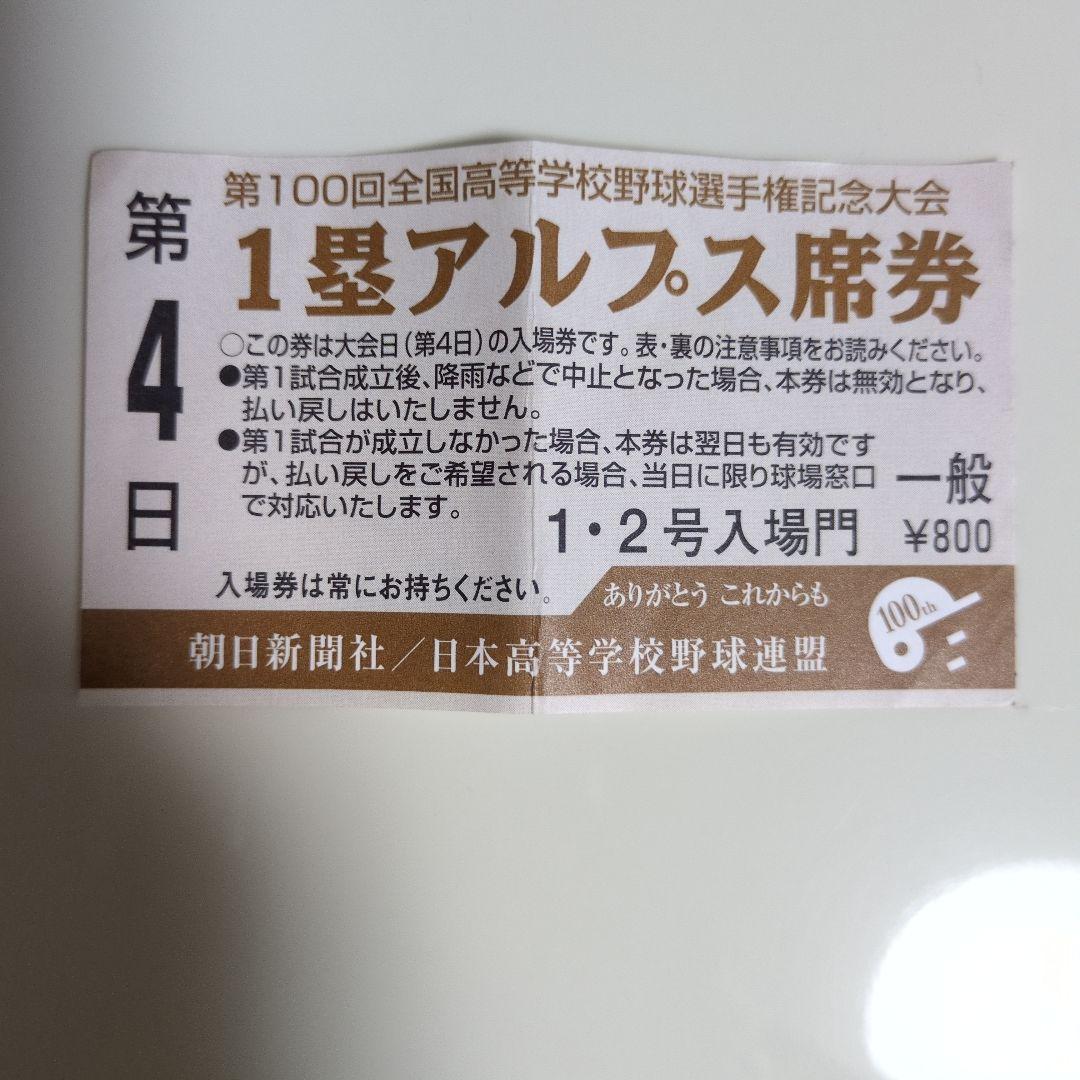 第4日
第100回全国高等学校野球選手権記念大会
1塁アルプス席券
○この券は大会日(第4日)の入場券です。表・裏の注意事項をお読みください。
●第1試合成立後、降雨などで中止となった場合、本券は無効となり、
払い戻しはいたしません。
●第1試合が成立しなかった場合、本券は翌日も有効です
が、払い戻しをご希望される場合、当日に限り球場窓口
で対応いたします。
一般
1・2号入場門
¥800
入場券は常にお持ちください。
ありがとう これからも
100th
朝日新聞社/日本高等学校野球連盟